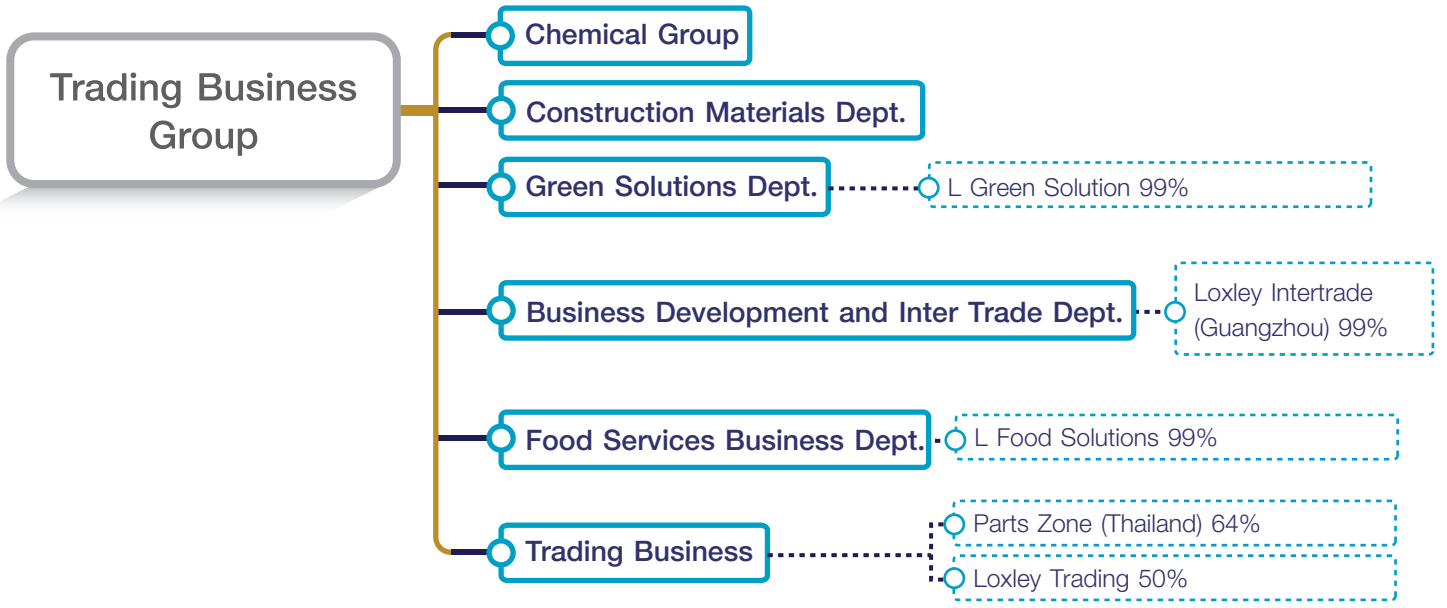 Trading Business
Group
Chemical Group
Construction Materials Dept.
Green Solutions Dept.
L Green Solution 99%
Business Development and Inter Trade Dept.
Loxley Intertrade
(Guangzhou) 99%
Food Services Business Dept.
L Food Solutions 99%
Trading Business
Parts Zone (Thailand) 64%
Loxley Trading 50%